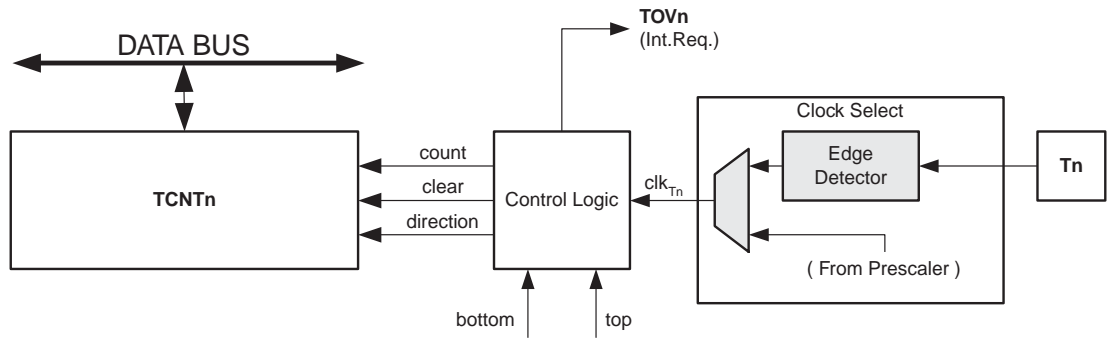 TOVn
(Int.Req.)
DATA BUS
Clock Select
count
clear
direction
TCNTn
Control Logic
clkTn
Edge
Detector
Tn
( From Prescaler )
bottom
top